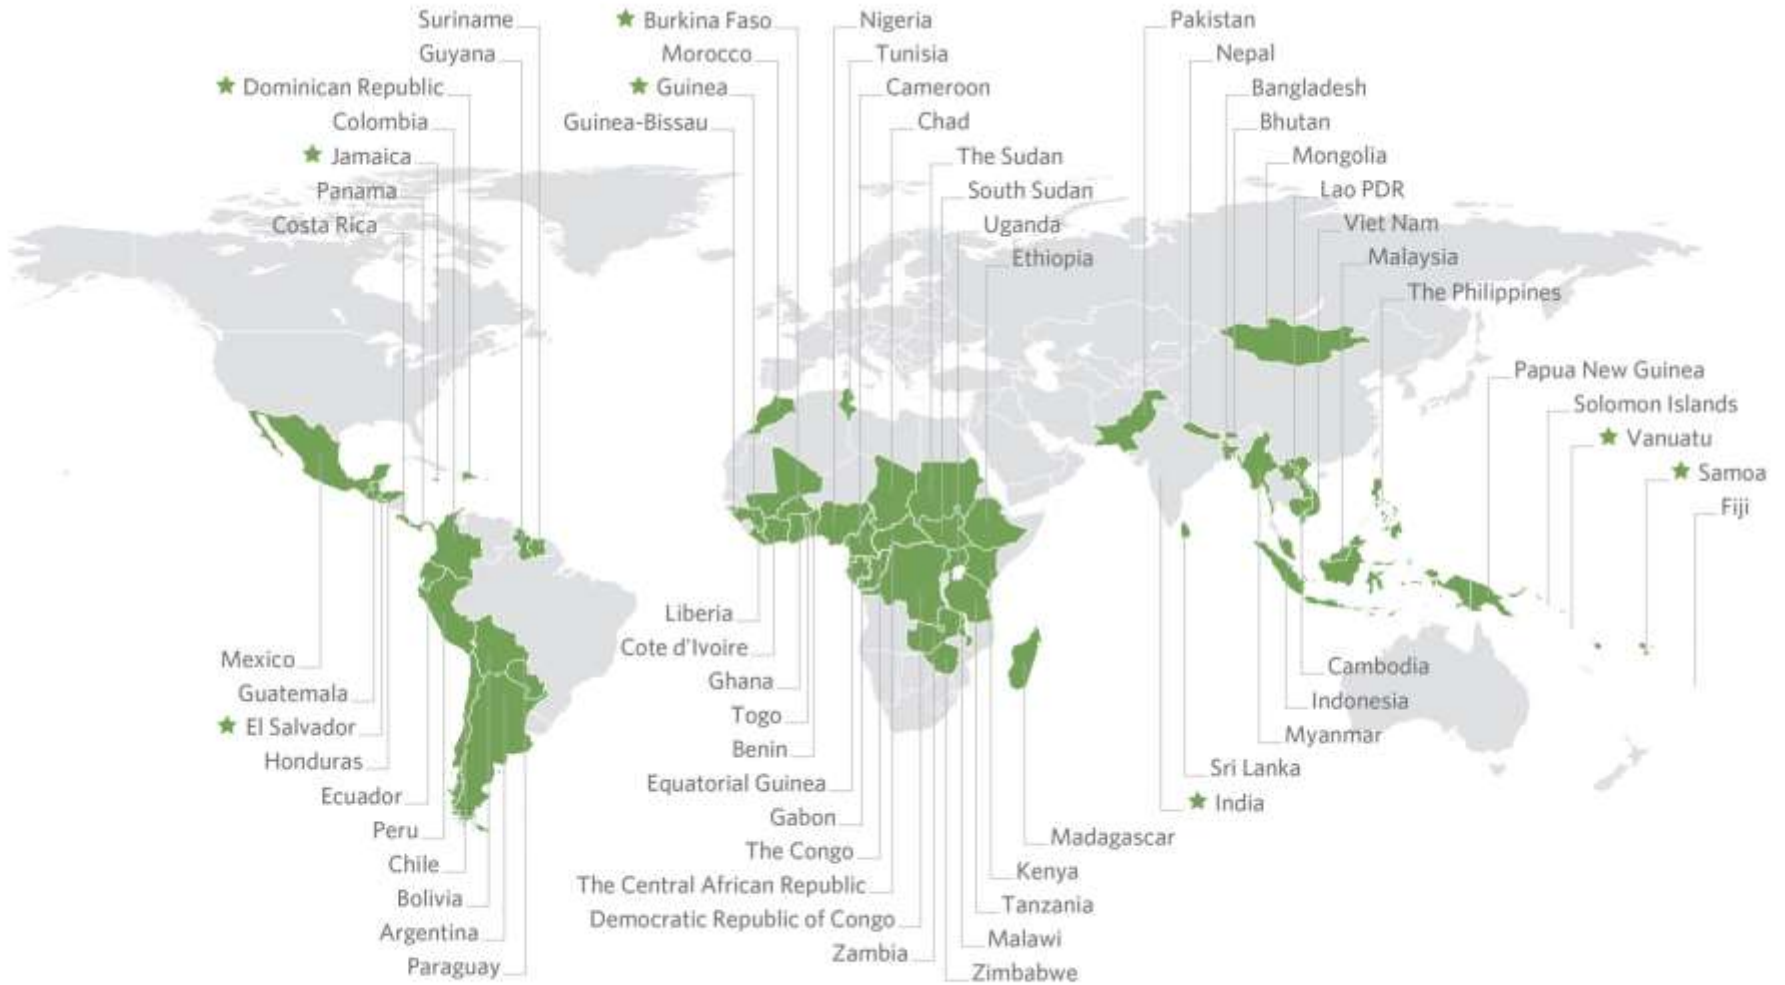 Suriname
Guyana
★ Dominican Republic
Colombia
★ Jamaica
Panama
Costa Rica
★ Burkina Faso
Morocco
★ Guinea
Guinea-Bissau
Nigeria
Tunisia
Cameroon
Chad
The Sudan
South Sudan
Uganda
Ethiopia
Pakistan
Nepal
Bangladesh
Bhutan
Mongolia
Lao PDR
Viet Nam
Malaysia
The Philippines
Papua New Guinea
Solomon Islands
★ Vanuatu
★ Samoa
Fiji
Mexico
Guatemala
★ El Salvador
Honduras
Ecuador
Peru
Chile
Bolivia
Argentina
Paraguay
Liberia
Cote d'Ivoire
Ghana
Togo
Benin
Equatorial Guinea
Gabon
The Congo
The Central African Republic
Democratic Republic of Congo
Zambia
Madagascar
Kenya
Tanzania
Malawi
Zimbabwe
Cambodia
Indonesia
Myanmar
Sri Lanka
★ India